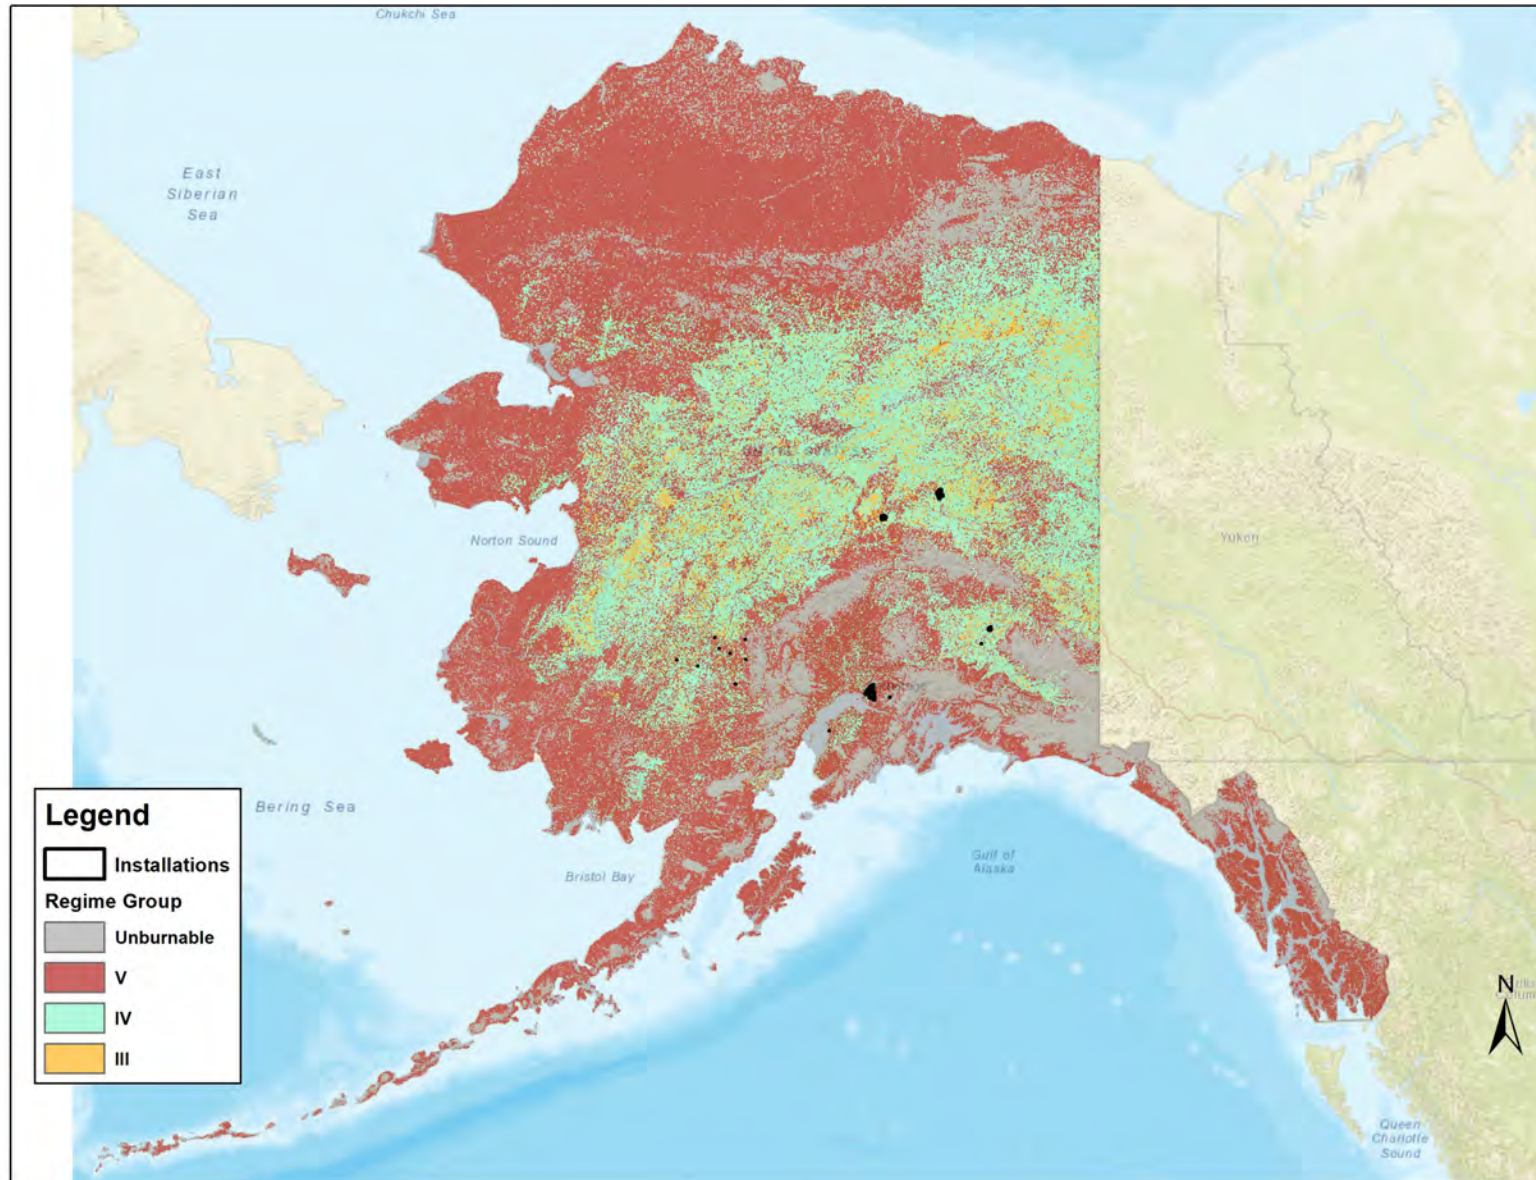 Chukchi Sea
East
Siberian
Sea
Norton Sound
Yukon
Bering Sea
Bristol Bay
Gulf of
Alaska
Legend
Installations
Regime Group
Unburnable
V
IV
III
N
Queen
Charlotte
Sound